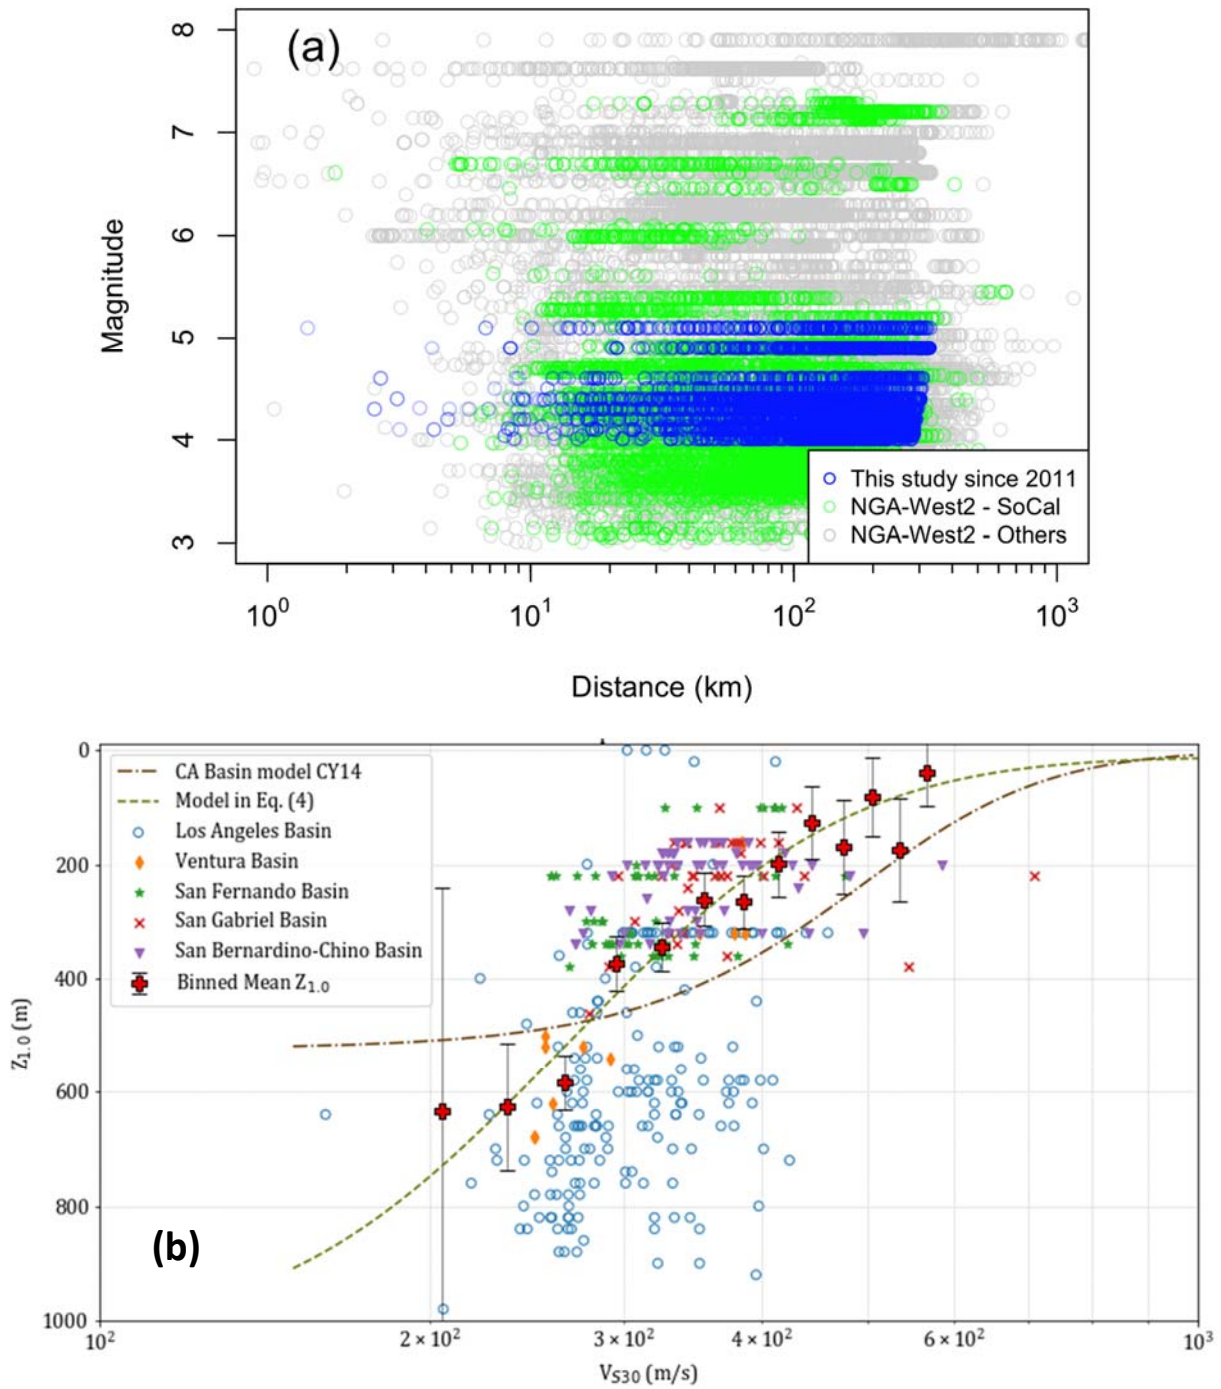 (a)
8
7
6
5
4
3
Magnitude
This study since 2011
NGA-West2 - SoCal
NGA-West2 - Others
10⁰ 10¹ 10² 10³
Distance (km)
CA Basin model CY14
Model in Eq. (4)
Los Angeles Basin
Ventura Basin
San Fernando Basin
San Gabriel Basin
San Bernardino-Chino Basin
Binned Mean Z₁.₀
0
200
400
600
800
1000
Z₁.₀ (m)
(b)
10² 2 × 10² 3 × 10² 4 × 10² 6 × 10² 10³
V_S30 (m/s)